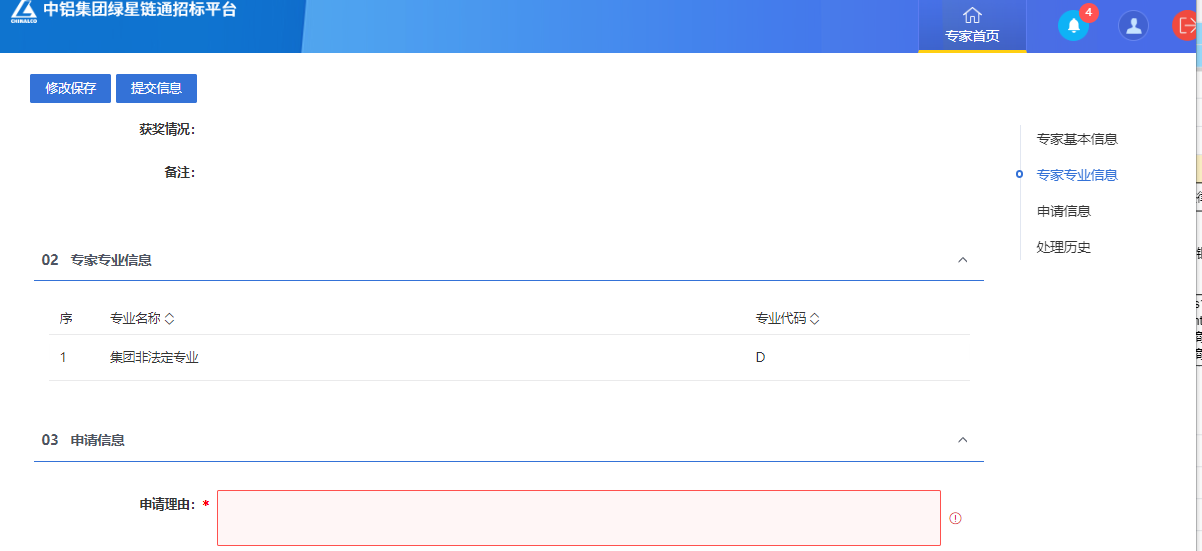 中铝集团绿星链通招标平台
CHINALCO
专家首页
4
修改保存 提交信息
获奖情况：
备注：
专家基本信息
专家专业信息
申请信息
处理历史
02 专家专业信息
序 专业名称 专业代码
1 集团非法定专业 D
03 申请信息
申请理由：*